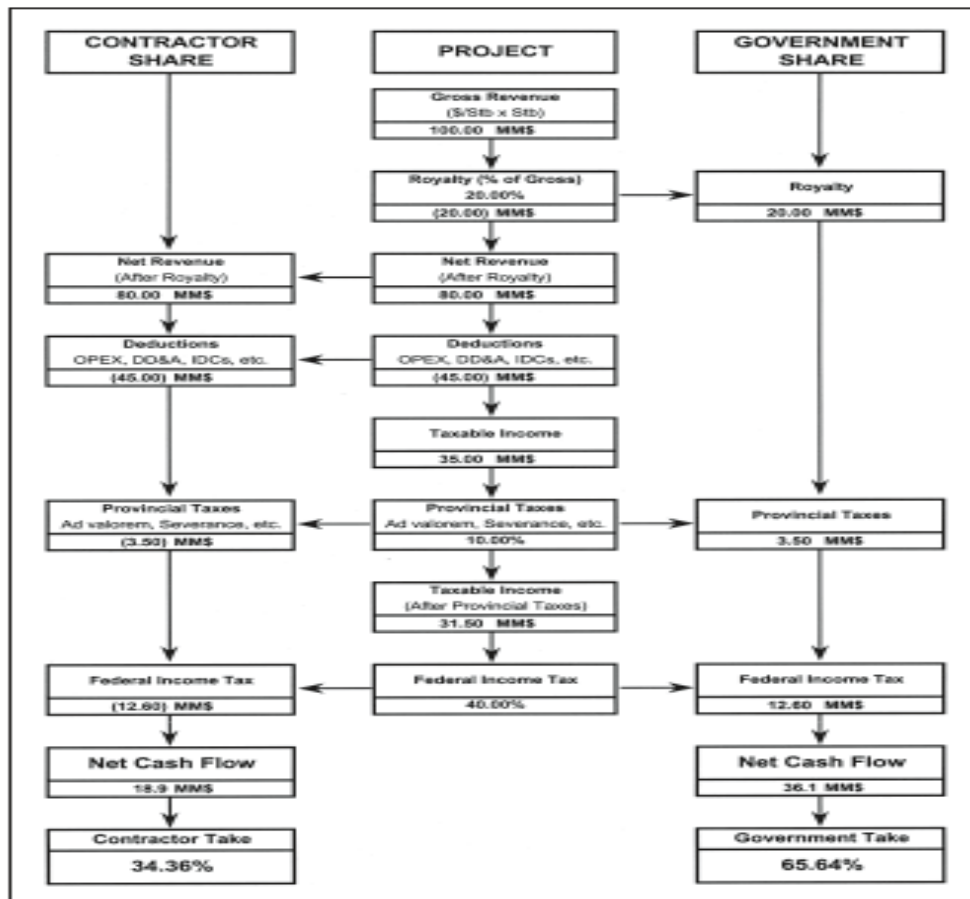 CONTRACTOR
SHARE
PROJECT
GOVERNMENT
SHARE
Gross Revenue
($/Stb x Stb)
100.00 MM$
Royalty (% of Gross)
20.00%
(20.00) MM$
Royalty
20.00 MM$
Net Revenue
(After Royalty)
80.00 MM$
Net Revenue
(After Royalty)
80.00 MM$
Deductions
OPEX, DD&A, IDCs, etc.
(45.00) MM$
Deductions
OPEX, DD&A, IDCs, etc.
(45.00) MM$
Taxable Income
35.00 MM$
Provincial Taxes
Ad valorem, Severance, etc.
(3.50) MM$
Provincial Taxes
Ad valorem, Severance, etc.
10.00%
Provincial Taxes
3.50 MM$
Taxable Income
(After Provincial Taxes)
31.50 MM$
Federal Income Tax
(12.60) MM$
Federal Income Tax
40.00%
Federal Income Tax
12.60 MM$
Net Cash Flow
18.9 MM$
Net Cash Flow
36.1 MM$
Contractor Take
34.36%
Government Take
65.64%